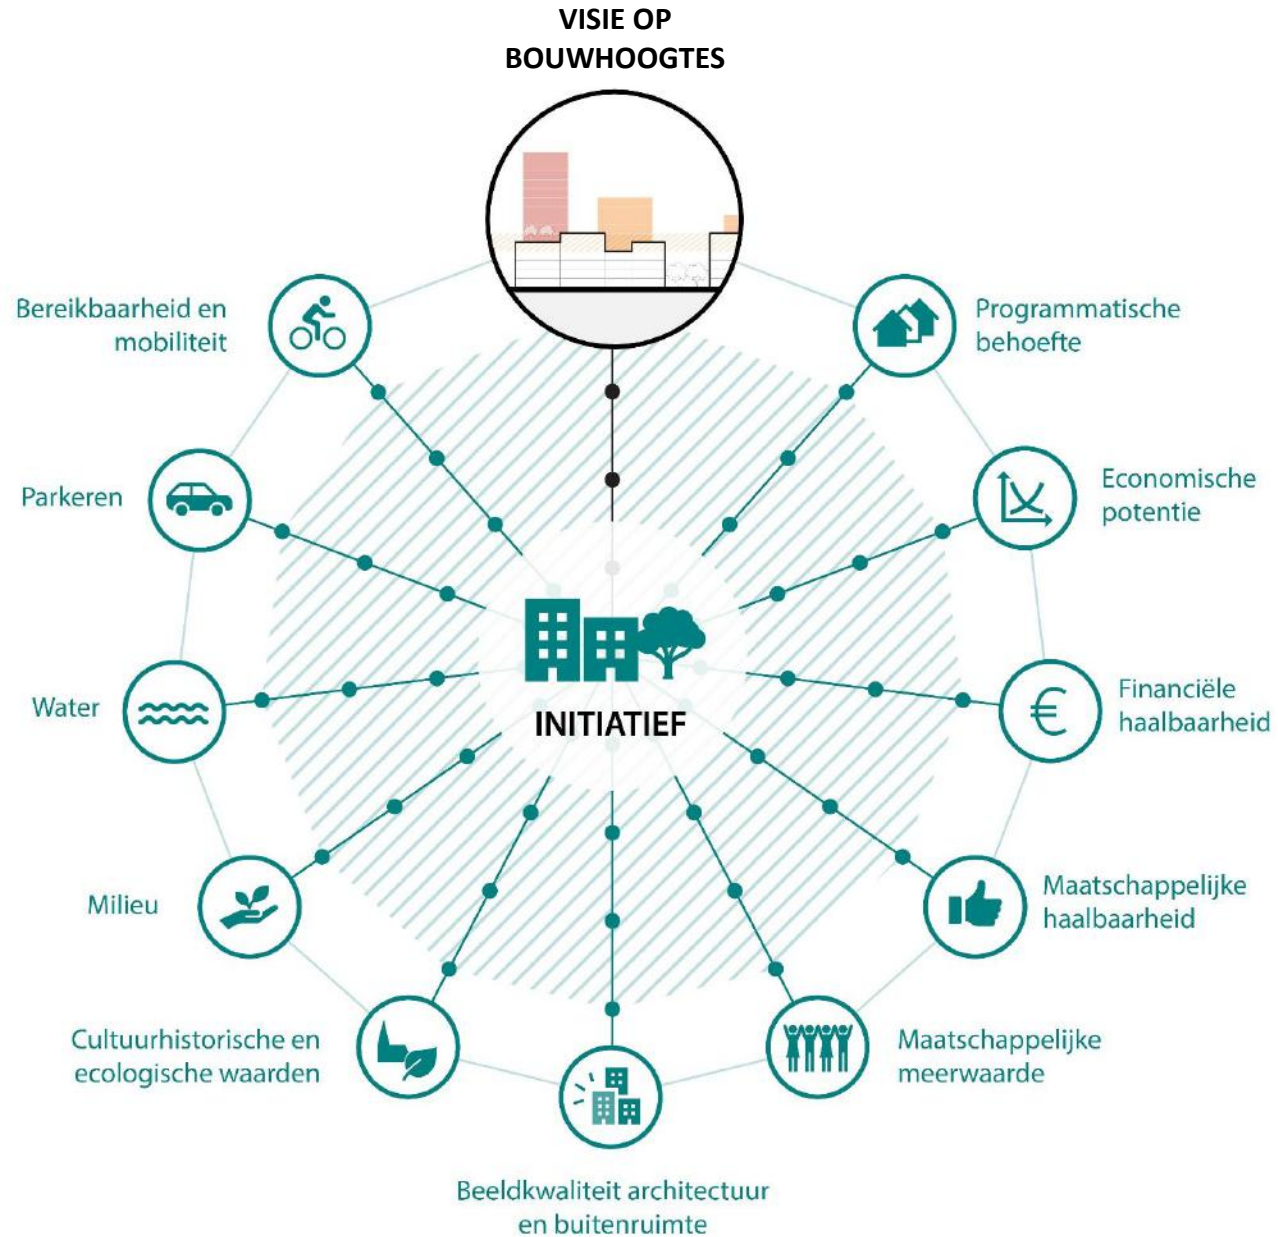 VISIE OP
BOUWHOOGTES
Bereikbaarheid en
mobiliteit
Programmatische
behoefte
Parkeren
Economische
potentie
Water
INITIATIEF
Financiële
haalbaarheid
€
Milieu
Maatschappelijke
haalbaarheid
Cultuurhistorische en
ecologische waarden
Maatschappelijke
meerwaarde
Beeldkwaliteit architectuur
en buitenruimte